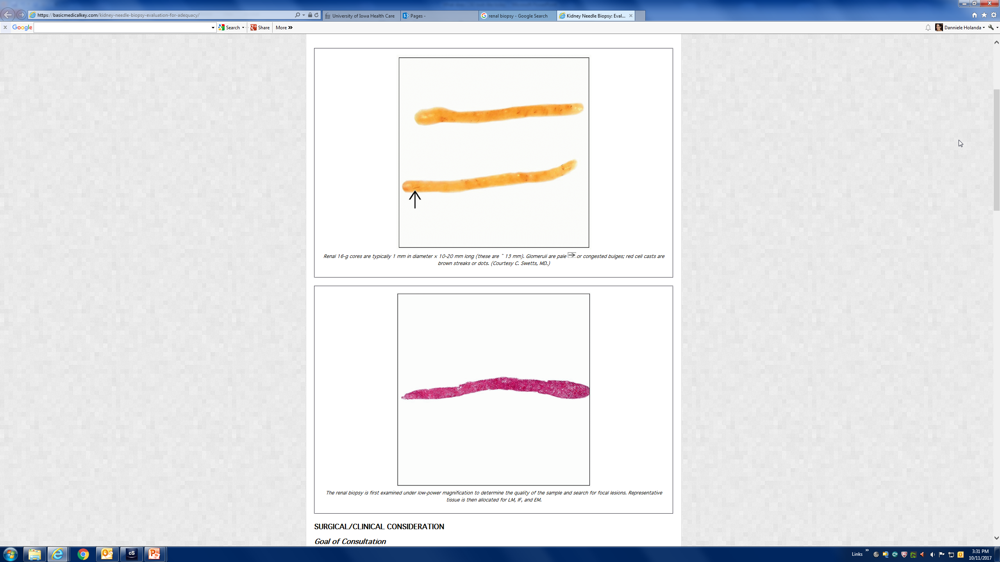 https://basicmedicalkey.com/kidney-needle-biopsy-evaluation-for-adequacy/
University of Iowa Health Care
Pages -
renal biopsy - Google Search
Kidney Needle Biopsy: Eval...
x Google
Search
Share
More »
Danniele Holanda
Renal 16-g cores are typically 1 mm in diameter × 10-20 mm long (these are ~ 13 mm). Glomeruli are pale → or congested bulges; red cell casts are
brown streaks or dots. (Courtesy C. Swetts, MD.)
The renal biopsy is first examined under low-power magnification to determine the quality of the sample and search for focal lesions. Representative
tissue is then allocated for LM, IF, and EM.
SURGICAL/CLINICAL CONSIDERATION
Goal of Consultation
cS
Links »
3:31 PM
10/11/2017